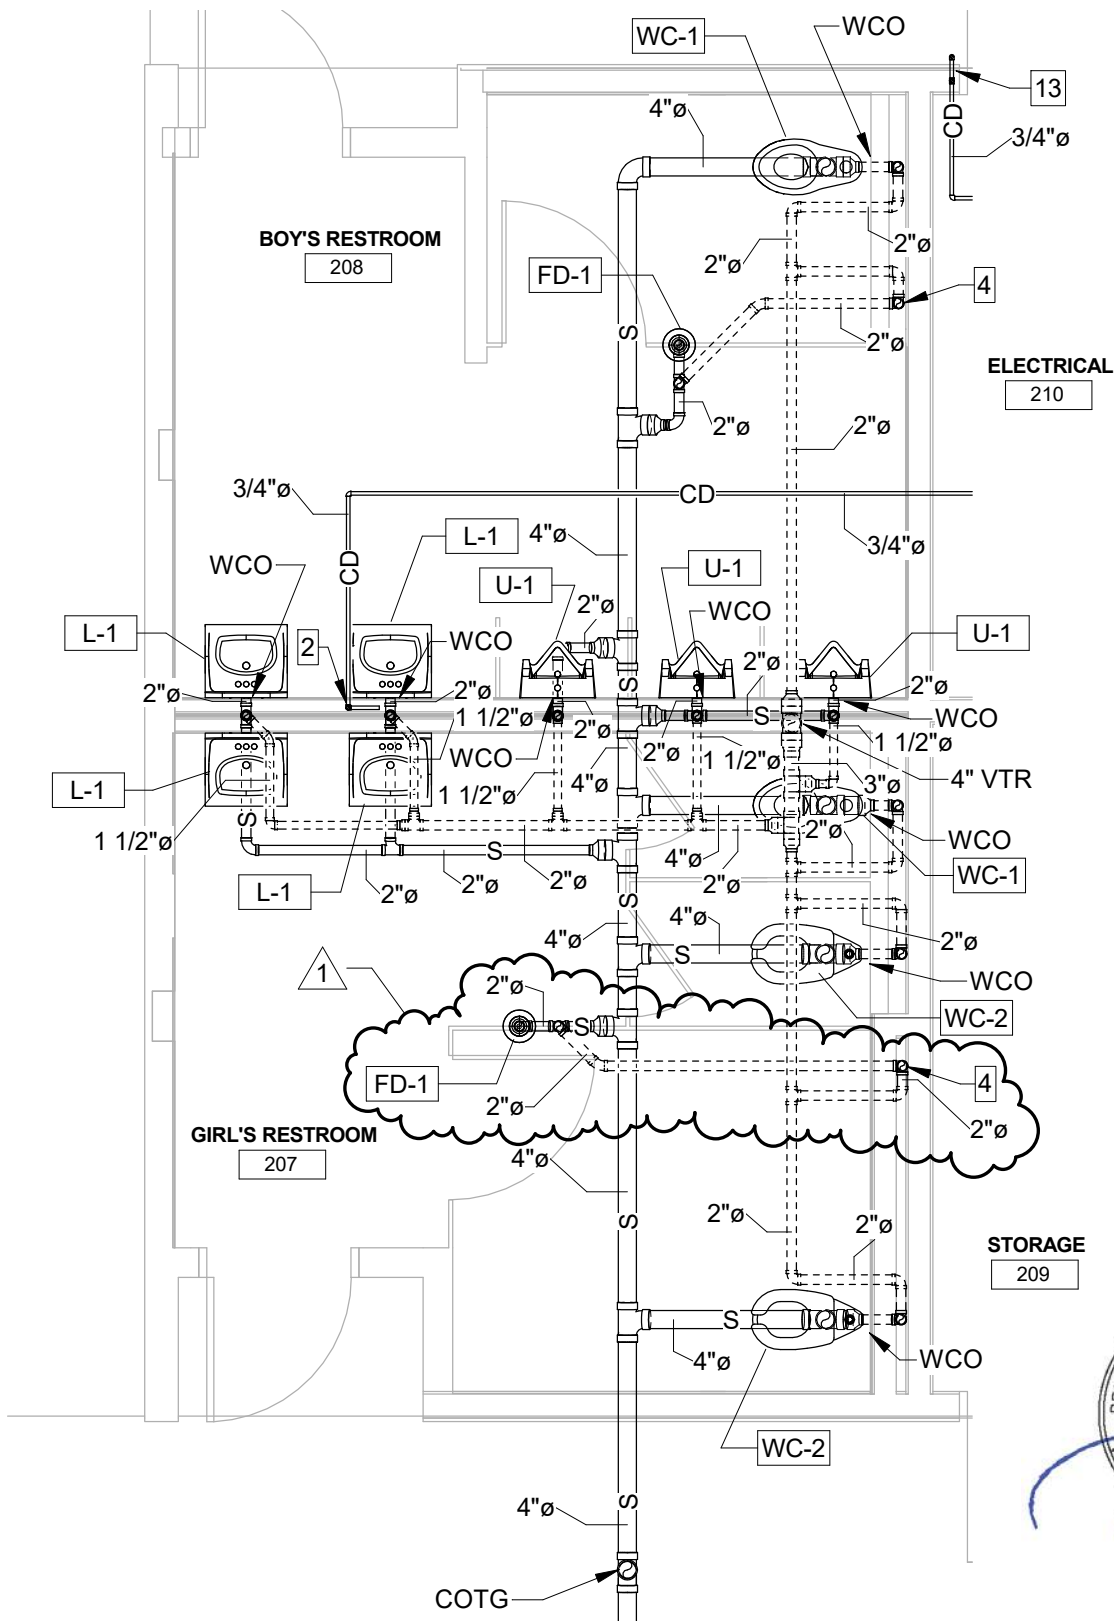 WC-1
WCO
13
4"ø
CD
3/4"ø
BOY'S RESTROOM
208
2"ø
2"ø
FD-1
4
S
2"ø
ELECTRICAL
210
2"ø
2"ø
3/4"ø
CD
L-1
4"ø
3/4"ø
WCO
CD
U-1
U-1
2"ø
WCO
L-1
2
WCO
U-1
2"ø
2"ø
2"ø
S
2"ø
1 1/2"ø
2"ø
S
WCO
WCO
2"ø
1 1/2"ø
1 1/2"ø
4" VTR
L-1
4"ø
3"ø
1 1/2"ø
S
1 1/2"ø
2"ø
WCO
S
4"ø
L-1
2"ø
2"ø
2"ø
2"ø
WC-1
S
4"ø
4"ø
2"ø
S
1
2"ø
WCO
S
WC-2
FD-1
4
2"ø
2"ø
GIRL'S RESTROOM
207
4"ø
S
2"ø
2"ø
STORAGE
209
S
4"ø
WCO
WC-2
S
4"ø
COTG